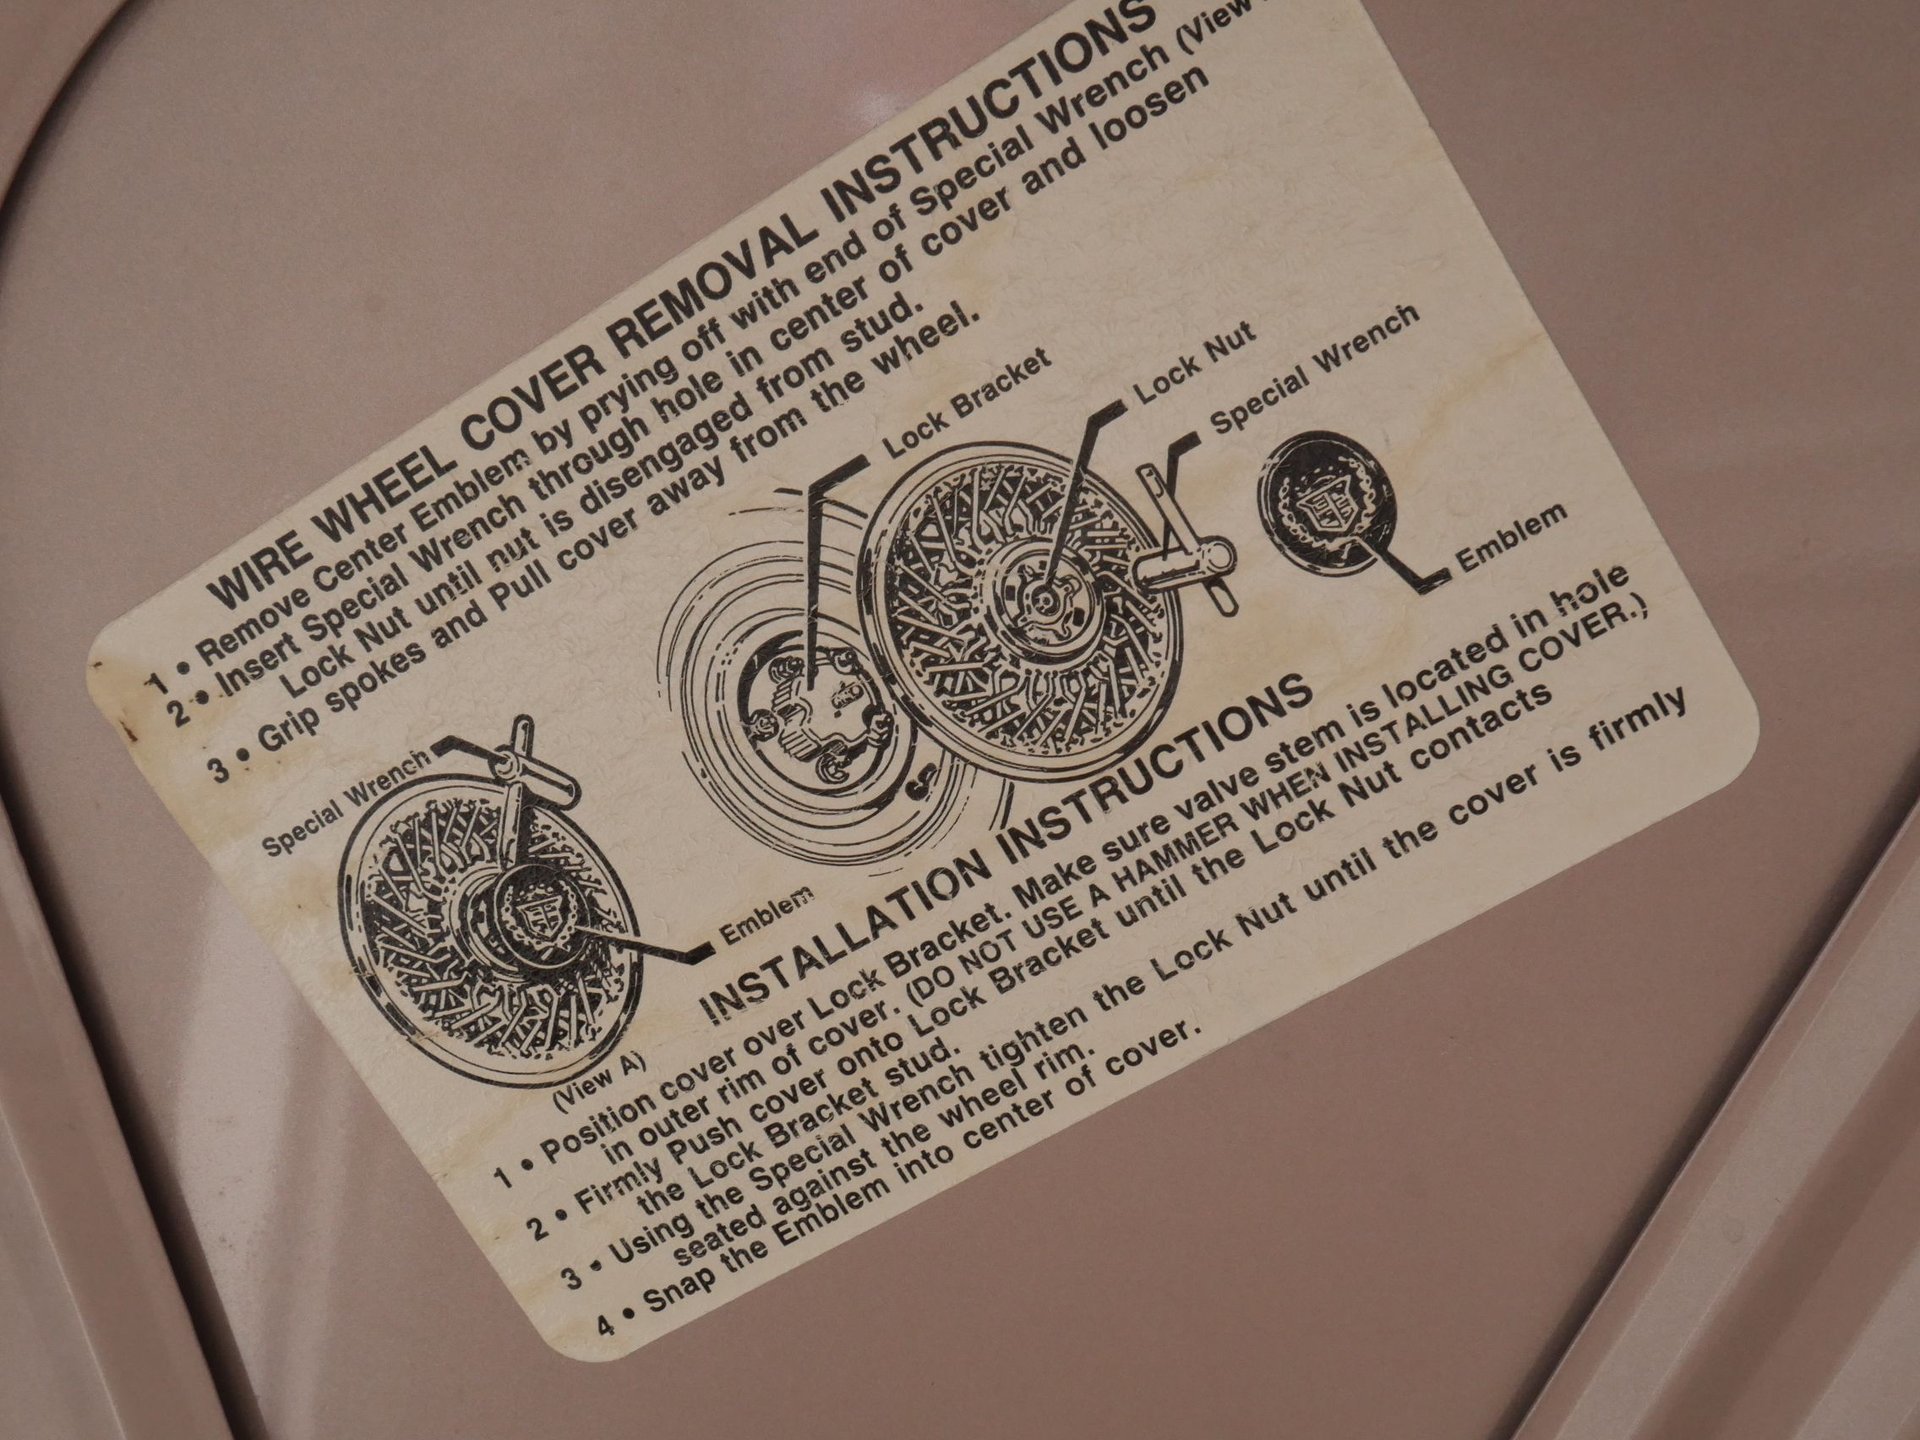 WIRE WHEEL COVER REMOVAL INSTRUCTIONS
1 • Remove Center Emblem by prying off with end of Special Wrench (View
2 • Insert Special Wrench through hole in center of cover and loosen
Lock Nut until nut is disengaged from stud.
3 • Grip spokes and Pull cover away from the wheel.
Lock Bracket
Lock Nut
Special Wrench
Emblem
Special Wrench
Emblem
(View A)
INSTALLATION INSTRUCTIONS
1 • Position cover over Lock Bracket. Make sure valve stem is located in hole
in outer rim of cover. (DO NOT USE A HAMMER WHEN INSTALLING COVER.)
2 • Firmly Push cover onto Lock Bracket until the Lock Nut contacts
the Lock Bracket stud.
3 • Using the Special Wrench tighten the Lock Nut until the cover is firmly
seated against the wheel rim.
4 • Snap the Emblem into center of cover.